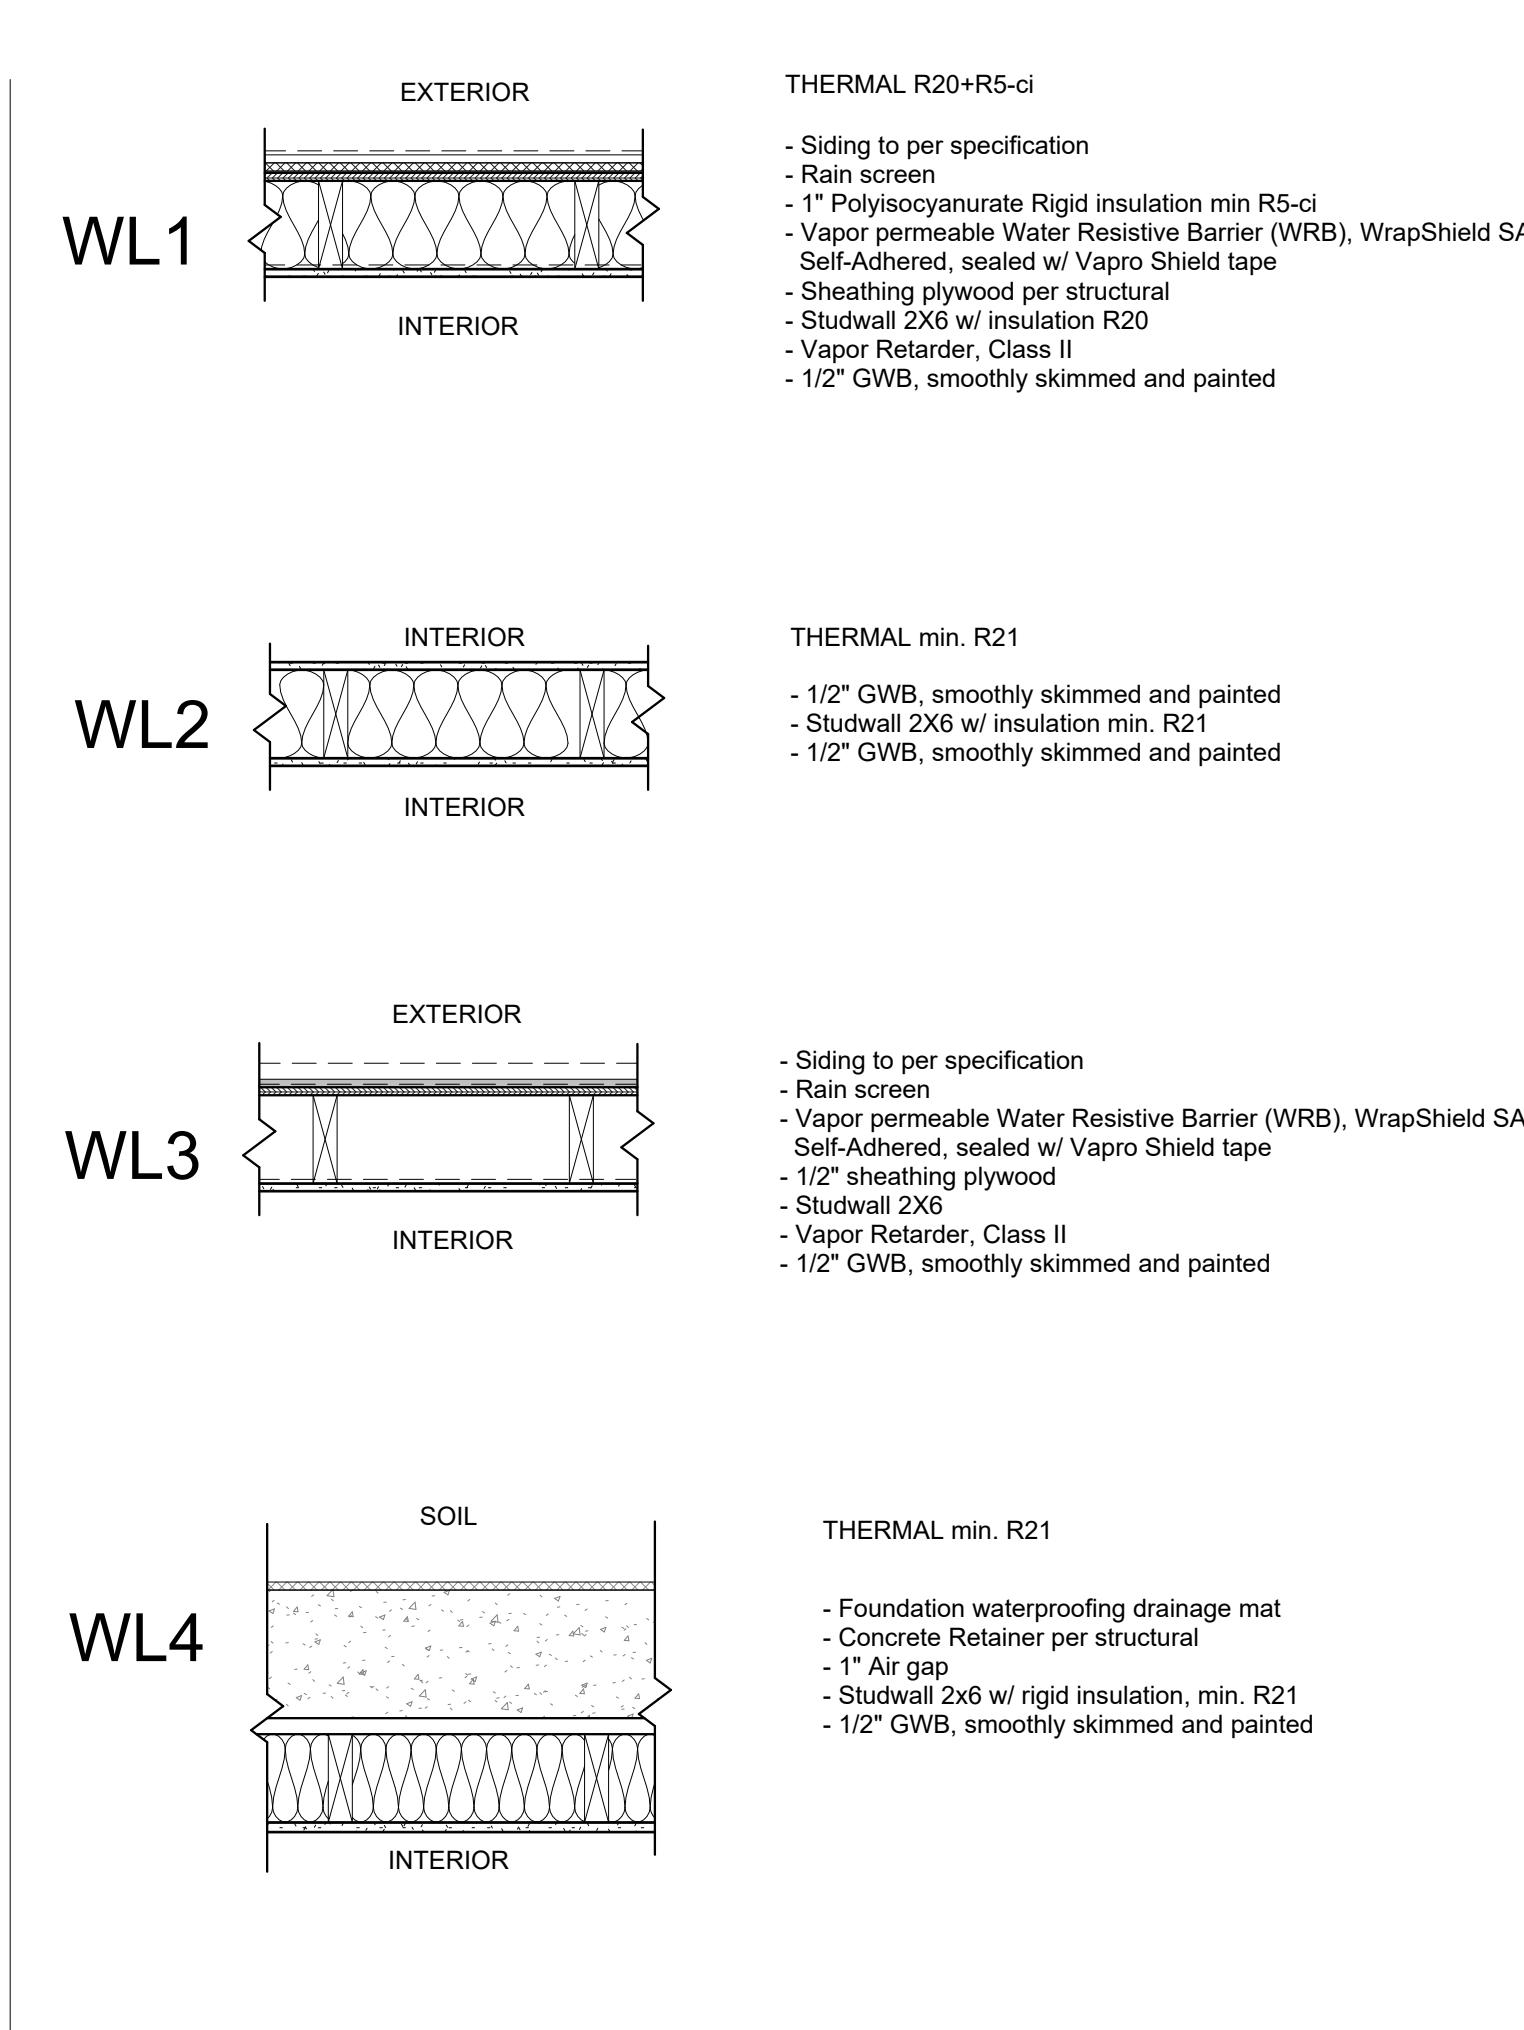 WL1
EXTERIOR
INTERIOR
THERMAL R20+R5-ci
- Siding to per specification
- Rain screen
- 1" Polyisocyanurate Rigid insulation min R5-ci
- Vapor permeable Water Resistive Barrier (WRB), WrapShield SA
Self-Adhered, sealed w/ Vapro Shield tape
- Sheathing plywood per structural
- Studwall 2X6 w/ insulation R20
- Vapor Retarder, Class II
- 1/2" GWB, smoothly skimmed and painted
WL2
INTERIOR
INTERIOR
THERMAL min. R21
- 1/2" GWB, smoothly skimmed and painted
- Studwall 2X6 w/ insulation min. R21
- 1/2" GWB, smoothly skimmed and painted
WL3
EXTERIOR
INTERIOR
- Siding to per specification
- Rain screen
- Vapor permeable Water Resistive Barrier (WRB), WrapShield SA
Self-Adhered, sealed w/ Vapro Shield tape
- 1/2" sheathing plywood
- Studwall 2X6
- Vapor Retarder, Class II
- 1/2" GWB, smoothly skimmed and painted
WL4
SOIL
INTERIOR
THERMAL min. R21
- Foundation waterproofing drainage mat
- Concrete Retainer per structural
- 1" Air gap
- Studwall 2x6 w/ rigid insulation, min. R21
- 1/2" GWB, smoothly skimmed and painted